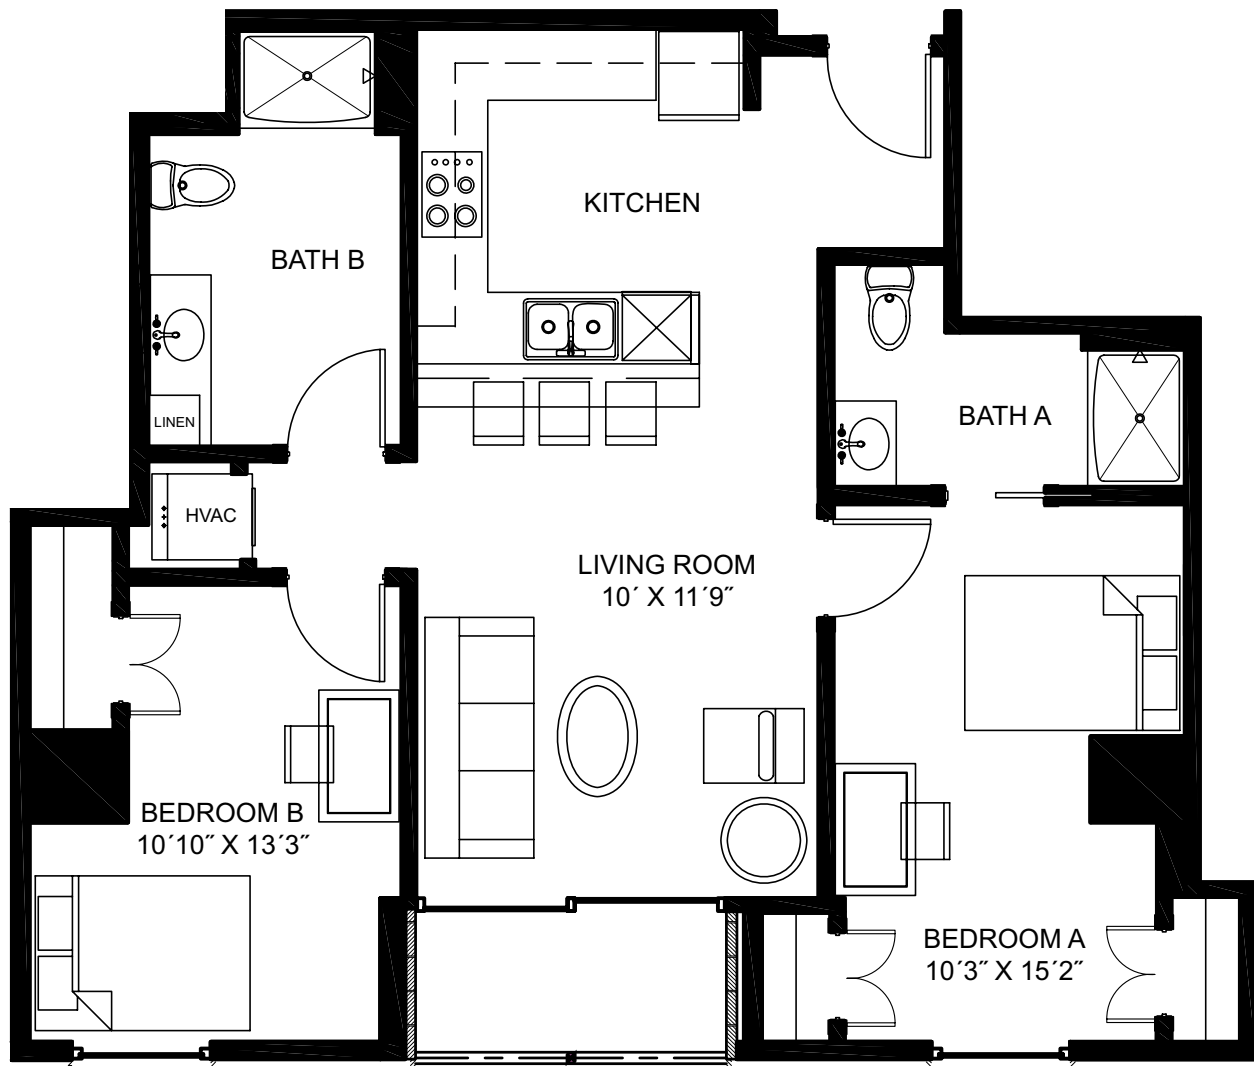 KITCHEN
BATH B
LINEN
BATH A
HVAC
LIVING ROOM
10´ X 11´9˝
BEDROOM B
10´10˝ X 13´3˝
BEDROOM A
10´3˝ X 15´2˝